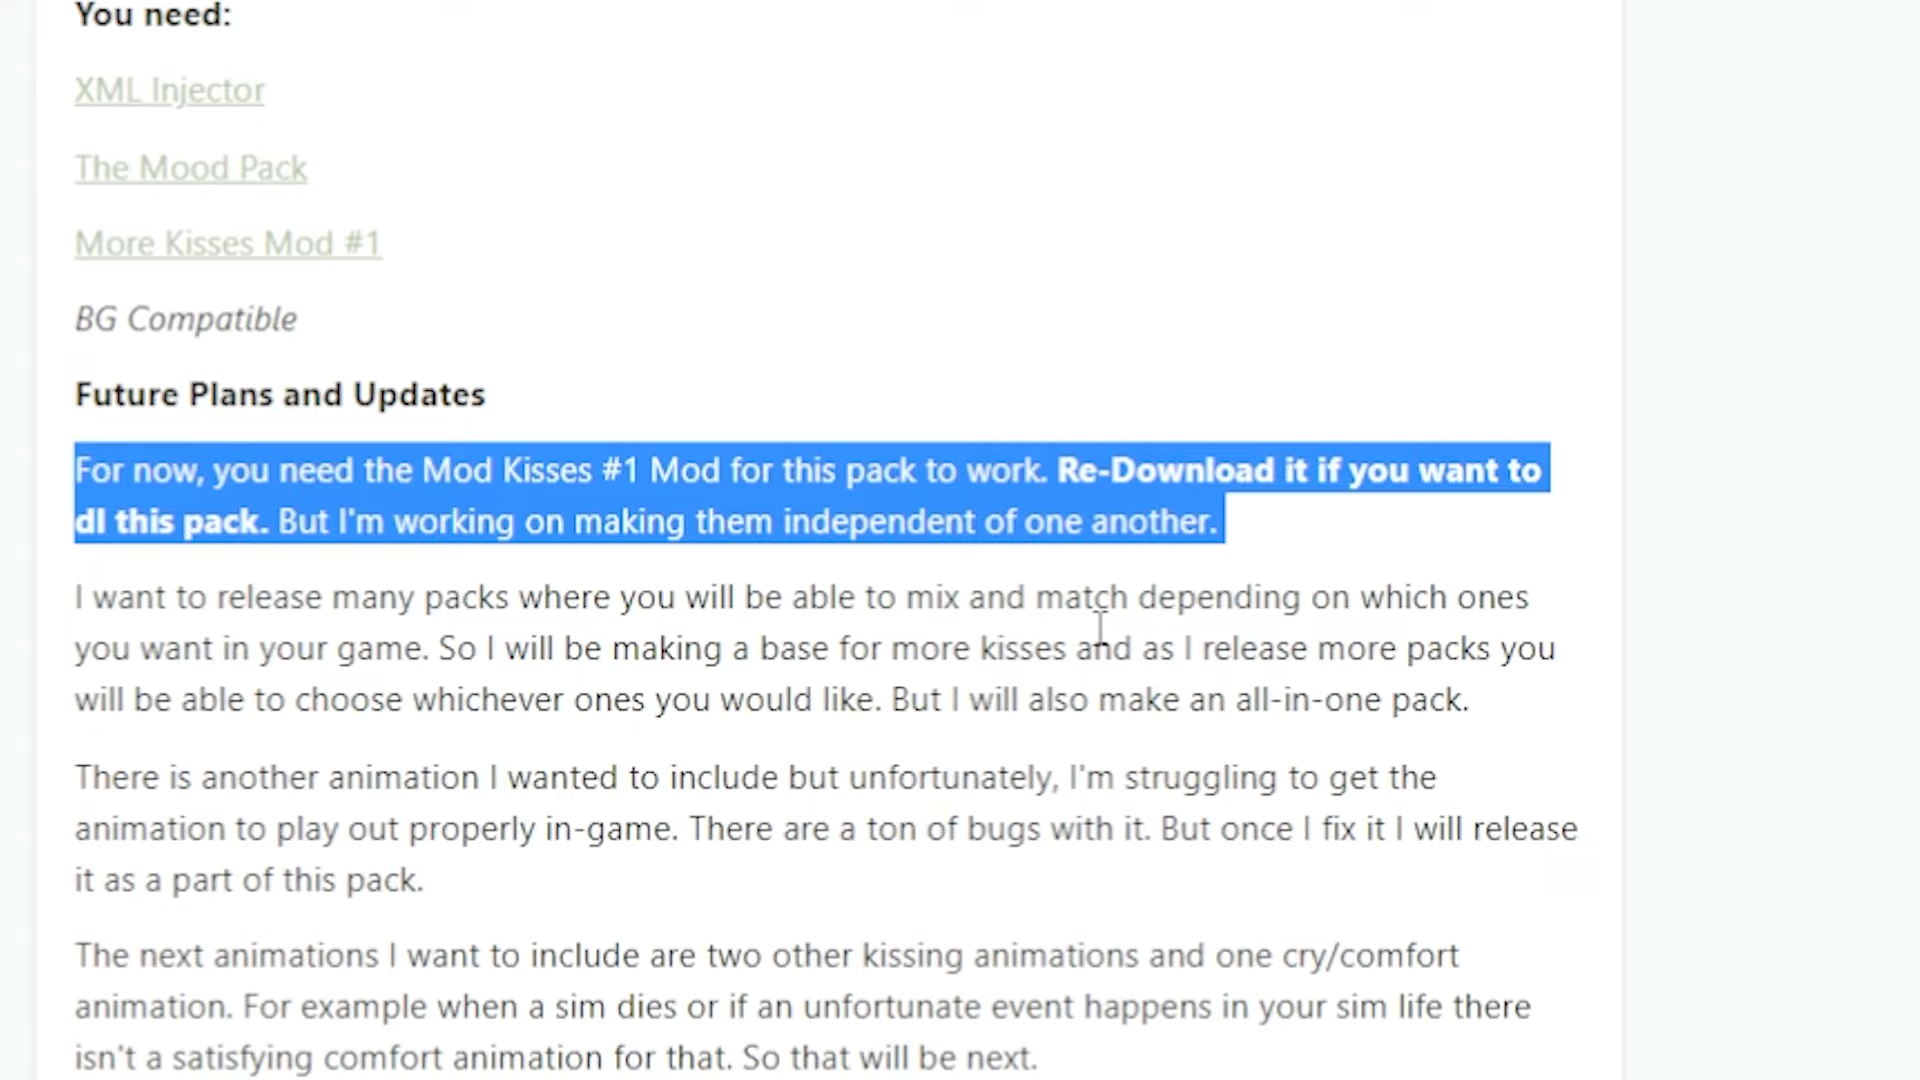 You need:
XML Injector
The Mood Pack
More Kisses Mod #1
BG Compatible
Future Plans and Updates
For now, you need the Mod Kisses #1 Mod for this pack to work. Re-Download it if you want to
dl this pack. But I'm working on making them independent of one another.
I want to release many packs where you will be able to mix and match depending on which ones
you want in your game. So I will be making a base for more kisses and as I release more packs you
will be able to choose whichever ones you would like. But I will also make an all-in-one pack.
There is another animation I wanted to include but unfortunately, I'm struggling to get the
animation to play out properly in-game. There are a ton of bugs with it. But once I fix it I will release
it as a part of this pack.
The next animations I want to include are two other kissing animations and one cry/comfort
animation. For example when a sim dies or if an unfortunate event happens in your sim life there
isn't a satisfying comfort animation for that. So that will be next.